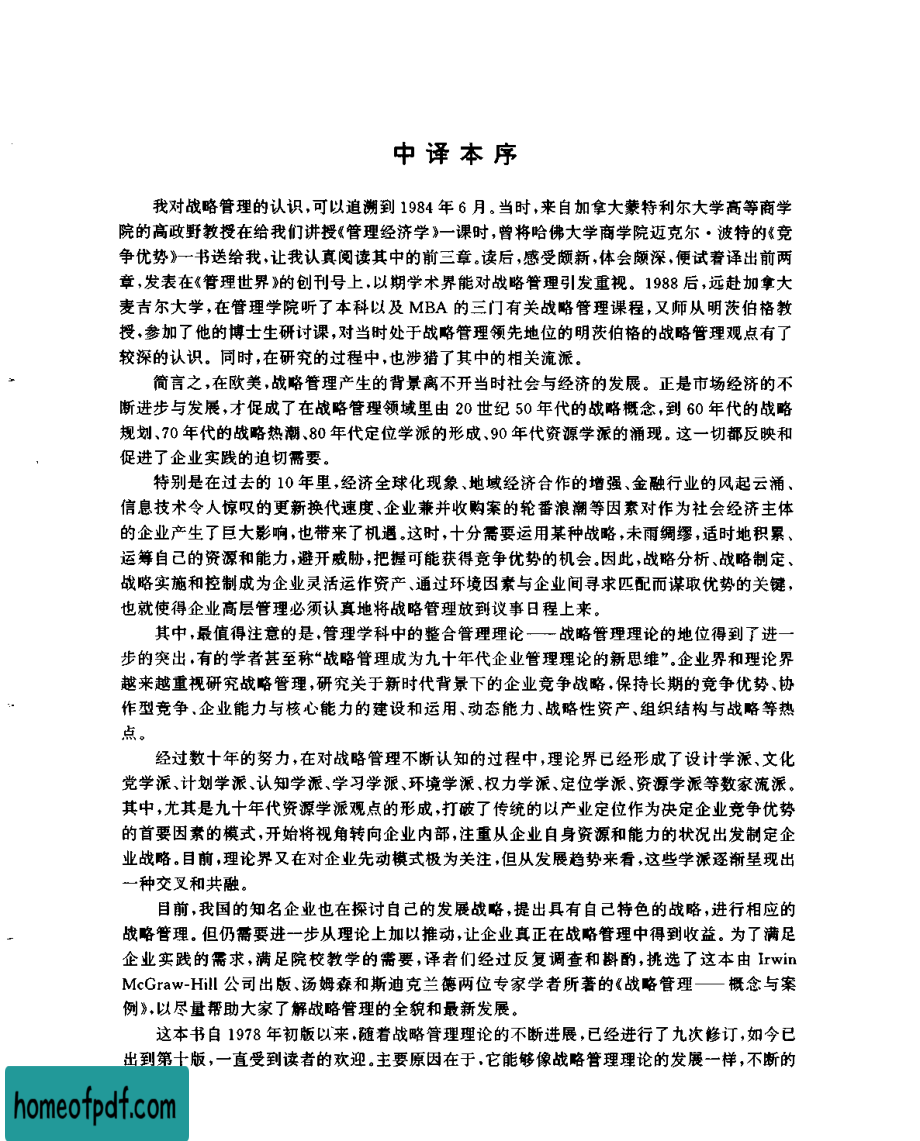 中译本序
我对战略管理的认识,可以追溯到1984年6月。当时,来自加拿大蒙特利尔大学高等商学
院的高政野教授在给我们讲授《管理经济学》一课时,曾将哈佛大学商学院迈克尔·波特的《竞
争优势》一书送给我,让我认真阅读其中的前三章。读后,感受颇新,体会颇深,便试着译出前两
章,发表在《管理世界》的创刊号上,以期学术界能对战略管理引发重视。1988后,远赴加拿大
麦吉尔大学,在管理学院听了本科以及MBA的三门有关战略管理课程,又师从明茨伯格教
授,参加了他的博士生研讨课,对当时处于战略管理领先地位的明茨伯格的战略管理观点有了
较深的认识。同时,在研究的过程中,也涉猎了其中的相关流派。
简言之,在欧美,战略管理产生的背景离不开当时社会与经济的发展。正是市场经济的不
断进步与发展,才促成了在战略管理领域里由20世纪50年代的战略概念,到60年代的战略
规划、70年代的战略热潮、80年代定位学派的形成、90年代资源学派的涌现。这一切都反映和
促进了企业实践的迫切需要。
特别是在过去的10年里,经济全球化现象、地域经济合作的增强、金融行业的风起云涌、
信息技术令人惊叹的更新换代速度、企业兼并收购案的轮番浪潮等因素对作为社会经济主体
的企业产生了巨大影响,也带来了机遇。这时,十分需要运用某种战略,未雨绸缪,适时地积累、
运筹自己的资源和能力,避开威胁,把握可能获得竞争优势的机会。因此,战略分析、战略制定、
战略实施和控制成为企业灵活运作资产、通过环境因素与企业间寻求匹配而谋取优势的关键,
也就使得企业高层管理必须认真地将战略管理放到议事日程上来。
其中,最值得注意的是,管理学科中的整合管理理论——战略管理理论的地位得到了进一
步的突出,有的学者甚至称“战略管理成为九十年代企业管理理论的新思维”。企业界和理论界
越来越重视研究战略管理,研究关于新时代背景下的企业竞争战略,保持长期的竞争优势、协
作型竞争、企业能力与核心能力的建设和运用、动态能力、战略性资产、组织结构与战略等热
点。
经过数十年的努力,在对战略管理不断认知的过程中,理论界已经形成了设计学派、文化
党学派、计划学派、认知学派、学习学派、环境学派、权力学派、定位学派、资源学派等数家流派。
其中,尤其是九十年代资源学派观点的形成,打破了传统的以产业定位作为决定企业竞争优势
的首要因素的模式,开始将视角转向企业内部,注重从企业自身资源和能力的状况出发制定企
业战略。目前,理论界又在对企业先动模式极为关注,但从发展趋势来看,这些学派逐渐呈现出
一种交叉和共融。
目前,我国的知名企业也在探讨自己的发展战略,提出具有自己特色的战略,进行相应的
战略管理。但仍需要进一步从理论上加以推动,让企业真正在战略管理中得到收益。为了满足
企业实践的需求,满足院校教学的需要,译者们经过反复调查和斟酌,挑选了这本由Irwin
McGraw-Hill公司出版、汤姆森和斯迪克兰德两位专家学者所著的《战略管理——概念与案
例》,以尽量帮助大家了解战略管理的全貌和最新发展。
这本书自1978年初版以来,随着战略管理理论的不断进展,已经进行了九次修订,如今已
出到第十版,一直受到读者的欢迎。主要原因在于,它能够像战略管理理论的发展一样,不断的
homeofpdf.com